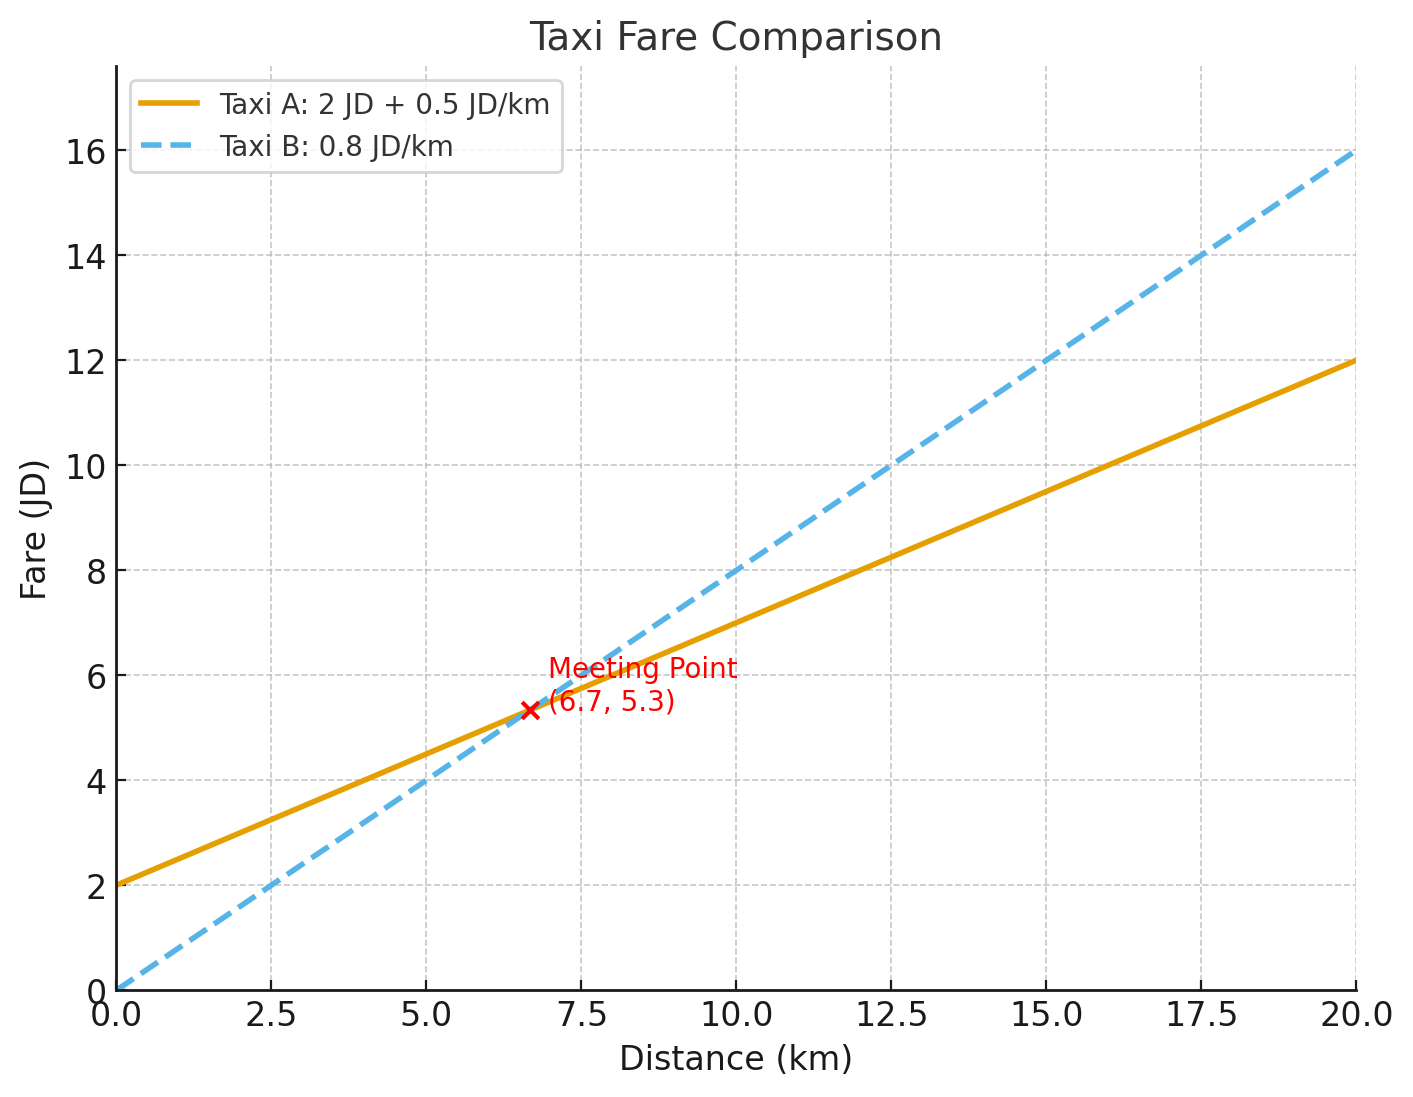 Taxi Fare Comparison
Taxi A: 2 JD + 0.5 JD/km
Taxi B: 0.8 JD/km
16
14
12
10
8
6
4
2
0
Fare (JD)
Meeting Point
(6.7, 5.3)
0.0 2.5 5.0 7.5 10.0 12.5 15.0 17.5 20.0
Distance (km)